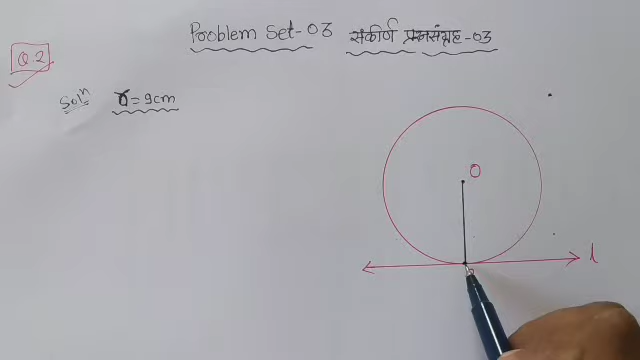 Problem Set-03 संकीर्ण प्रश्नसंग्रह-03
Q.2
Solⁿ r=9cm
O
l